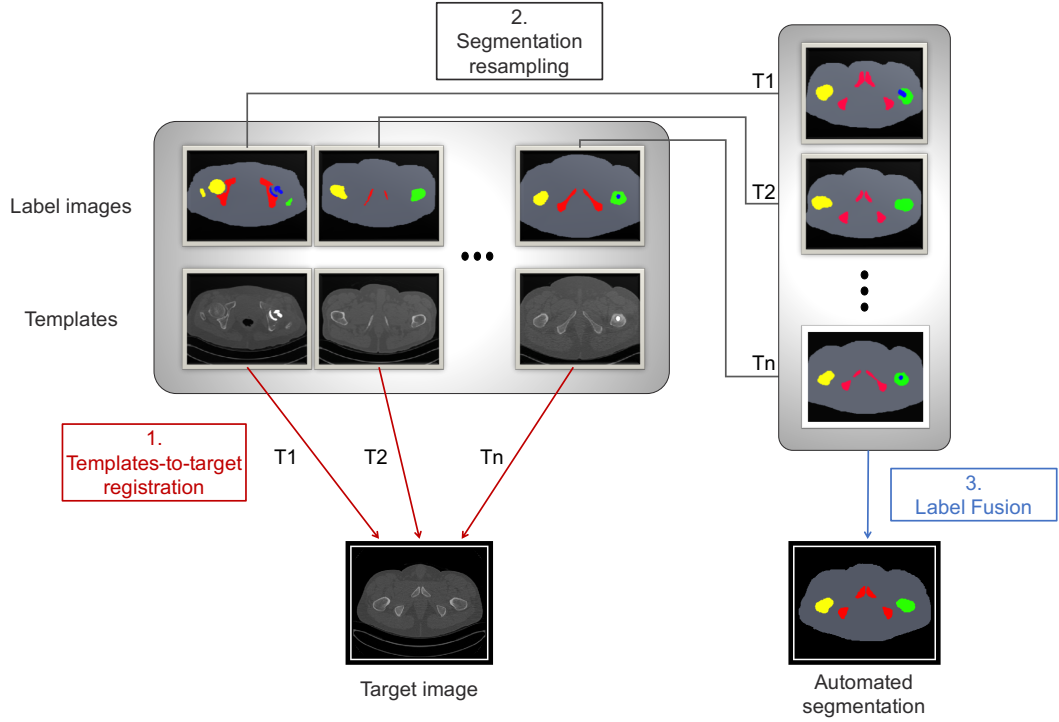 2.
Segmentation
resampling
T1
T2
Label images
Templates
Tn
1.
Templates-to-target
registration
T1
T2
Tn
3.
Label Fusion
Target image
Automated
segmentation